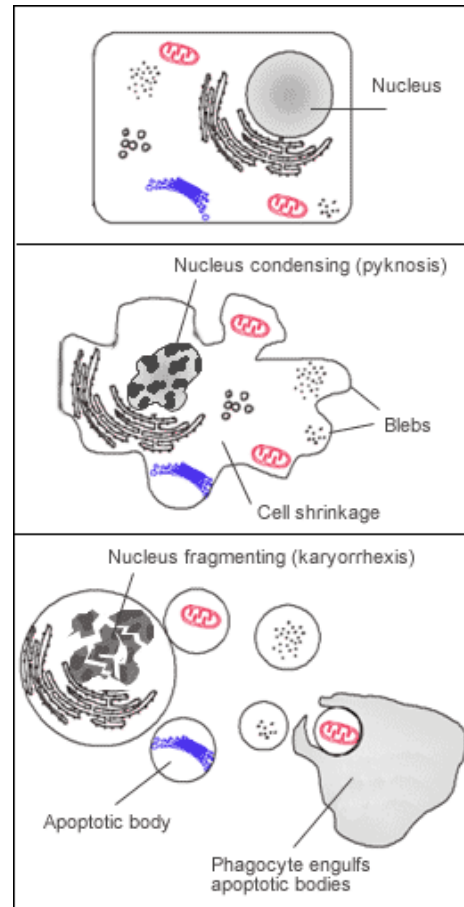 Nucleus
Nucleus condensing (pyknosis)
Blebs
Cell shrinkage
Nucleus fragmenting (karyorrhexis)
Apoptotic body
Phagocyte engulfs
apoptotic bodies